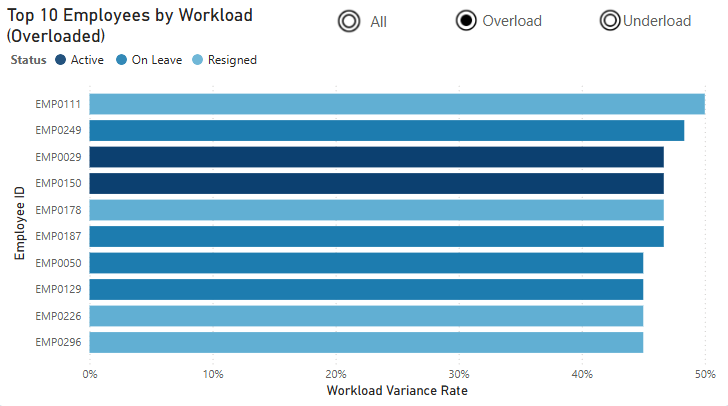 Top 10 Employees by Workload
(Overloaded)
All
Overload
Underload
Status Active On Leave Resigned
Employee ID
EMP0111
EMP0249
EMP0029
EMP0150
EMP0178
EMP0187
EMP0050
EMP0129
EMP0226
EMP0296
0% 10% 20% 30% 40% 50%
Workload Variance Rate